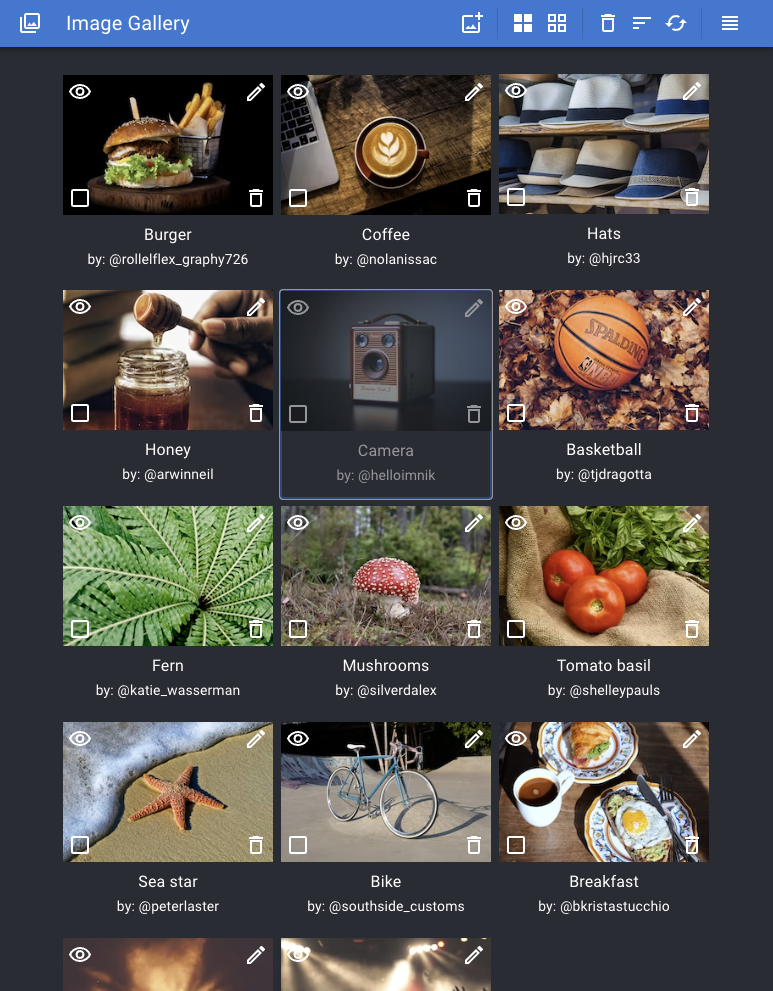 Image Gallery
Burger
by: @rollelflex_graphy726
Coffee
by: @nolanissac
Hats
by: @hjrc33
Honey
by: @arwinneil
Camera
by: @helloimnik
SPALDING
Basketball
by: @tjdragotta
Fern
by: @katie_wasserman
Mushrooms
by: @silverdalex
Tomato basil
by: @shelleypauls
Sea star
by: @peterlaster
Bike
by: @southside_customs
Breakfast
by: @bkristastucchio